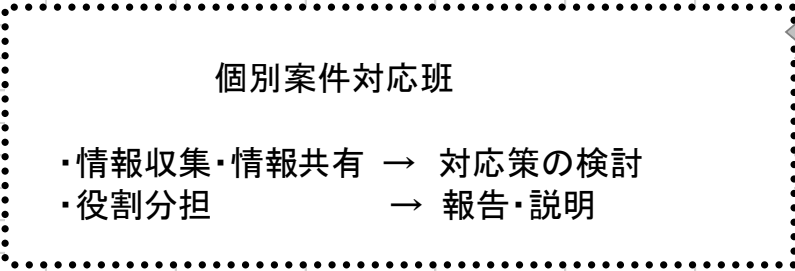 個別案件対応班
・情報収集・情報共有 → 対応策の検討
・役割分担 → 報告・説明